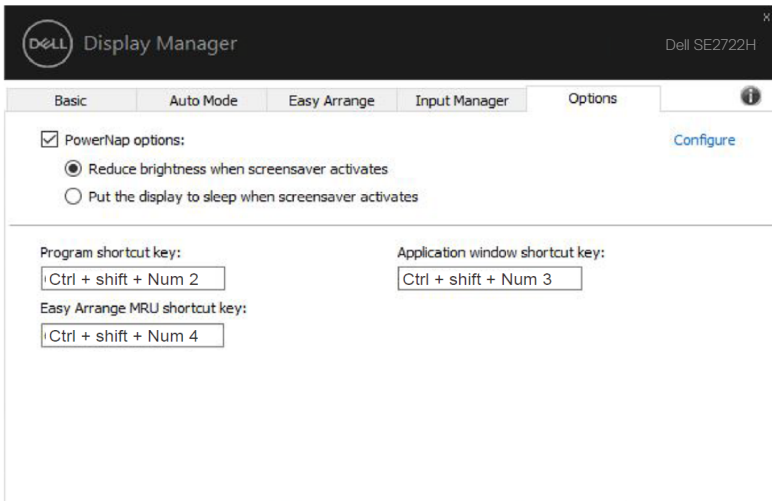 DELL Display Manager
X
Dell SE2722H
Basic Auto Mode Easy Arrange Input Manager Options i
PowerNap options: Configure
Reduce brightness when screensaver activates
Put the display to sleep when screensaver activates
Program shortcut key: Application window shortcut key:
Ctrl + shift + Num 2 Ctrl + shift + Num 3
Easy Arrange MRU shortcut key:
Ctrl + shift + Num 4